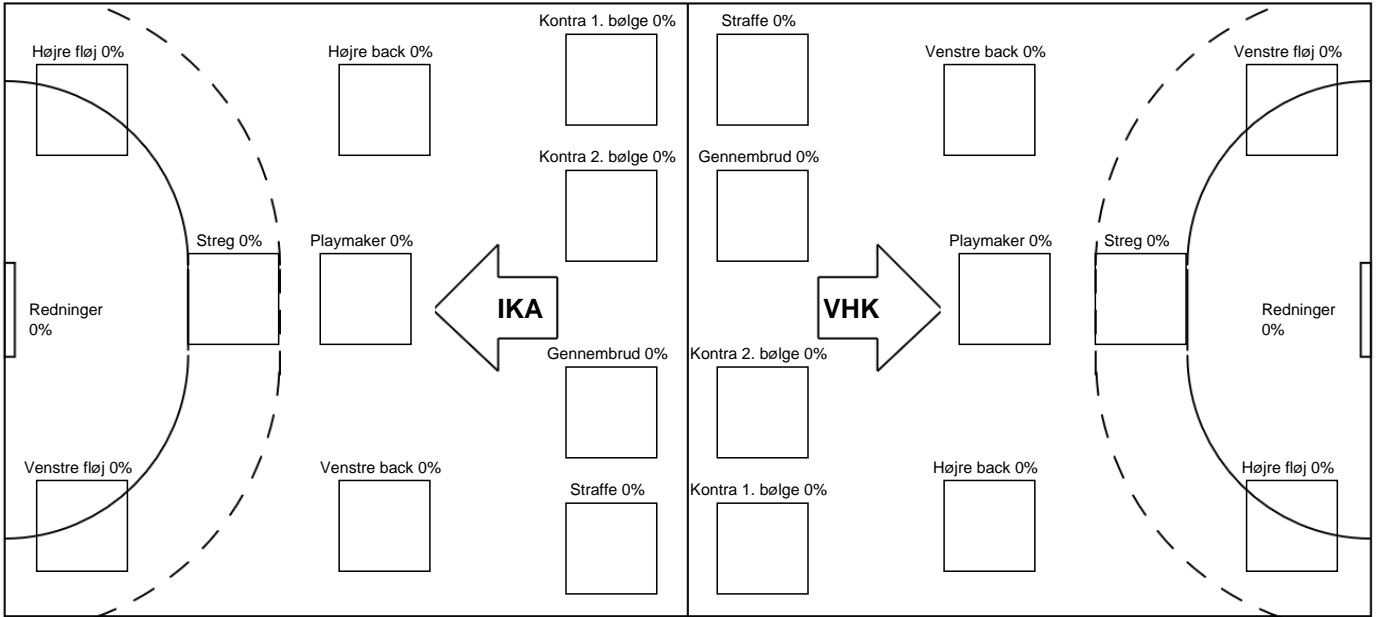 Kontra 1. bølge 0%
Straffe 0%
Højre fløj 0%
Højre back 0%
Venstre back 0%
Venstre fløj 0%
Kontra 2. bølge 0%
Gennembrud 0%
Streg 0%
Playmaker 0%
Playmaker 0%
Streg 0%
Redninger
0%
IKA
VHK
Redninger
0%
Gennembrud 0%
Kontra 2. bølge 0%
Venstre fløj 0%
Venstre back 0%
Højre back 0%
Højre fløj 0%
Straffe 0%
Kontra 1. bølge 0%